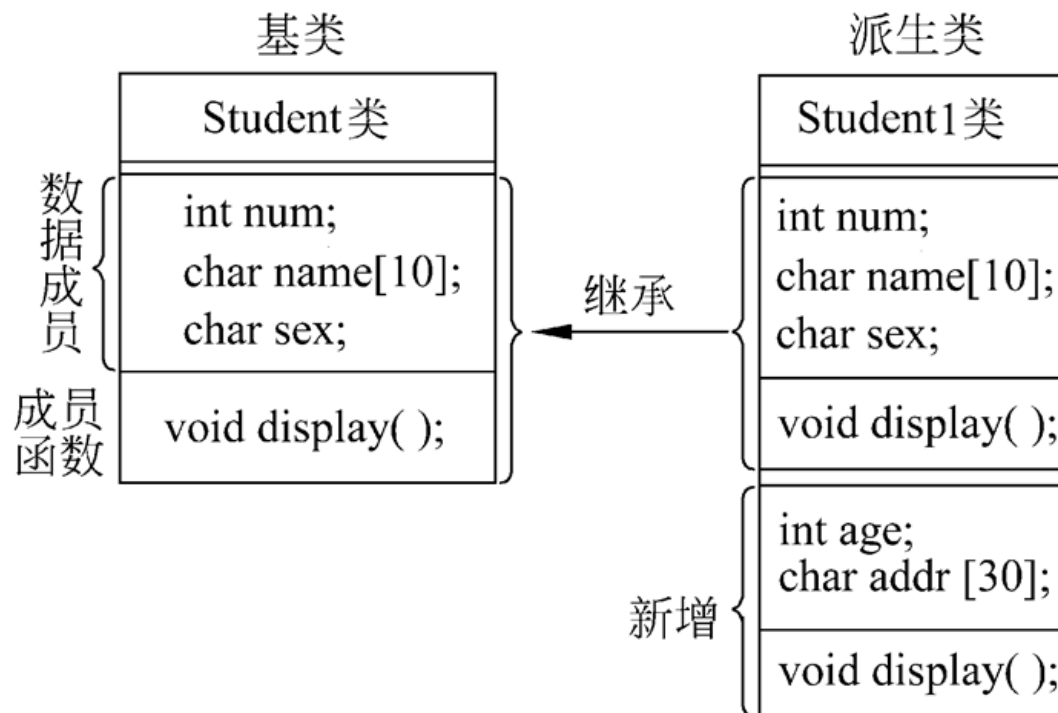 基类
Student类
数据成员
int num;
char name[10];
char sex;
成员
函数
void display( );
继承
派生类
Student1类
int num;
char name[10];
char sex;
void display( );
新增
int age;
char addr [30];
void display( );